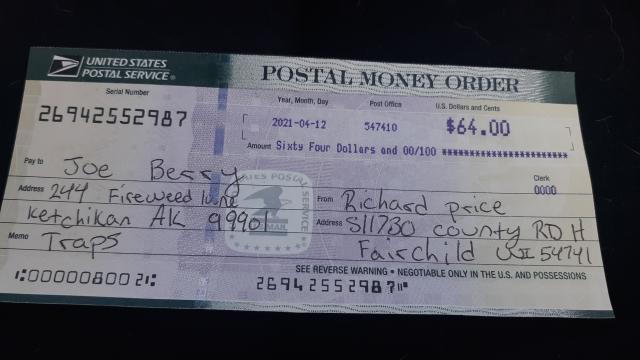 UNITED STATES
POSTAL SERVICE®
POSTAL MONEY ORDER
Serial Number
26942552987
Year, Month, Day Post Office U.S. Dollars and Cents
2021-04-12 547410 $64.00
Amount Sixty Four Dollars and 00/100 ***********************
Pay to Joe Berry
Clerk
0000
Address 244 Fireweed lane
Ketchikan AK 99901
From Richard price
Address S11730 county RD H
Fairchild WI 54741
Memo Traps
SEE REVERSE WARNING • NEGOTIABLE ONLY IN THE U.S. AND POSSESSIONS
⑆000000800 2⑆ 26942552987⑈